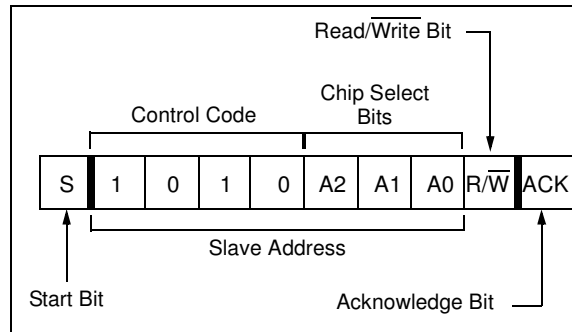 Read/Write Bit
Chip Select
Control Code Bits
S 1 0 1 0 A2 A1 A0 R/W ACK
Slave Address
Start Bit Acknowledge Bit